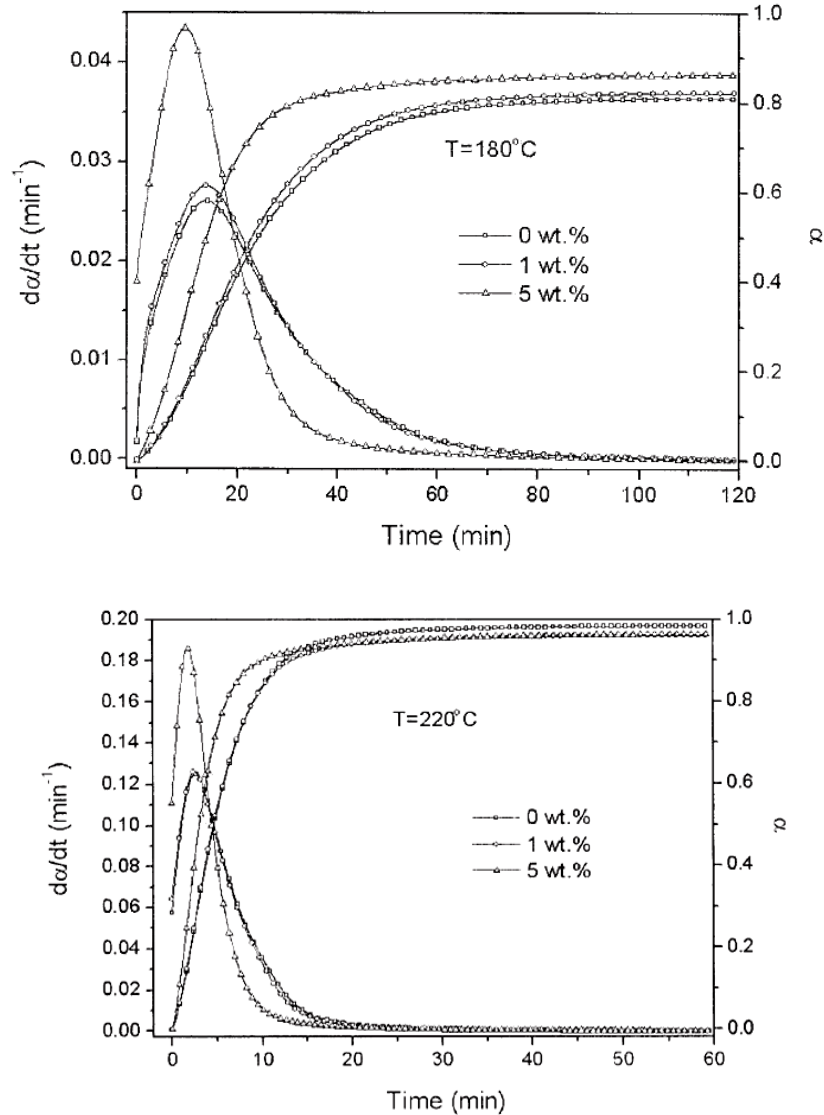 0.04
0.03
0.02
0.01
0.00
dα/dt (min⁻¹)
1.0
0.8
0.6
0.4
0.2
0.0
α
T=180°C
0 wt.%
1 wt.%
5 wt.%
0 20 40 60 80 100 120
Time (min)
0.20
0.18
0.16
0.14
0.12
0.10
0.08
0.06
0.04
0.02
0.00
dα/dt (min⁻¹)
1.0
0.8
0.6
0.4
0.2
0.0
α
T=220°C
0 wt.%
1 wt.%
5 wt.%
0 10 20 30 40 50 60
Time (min)